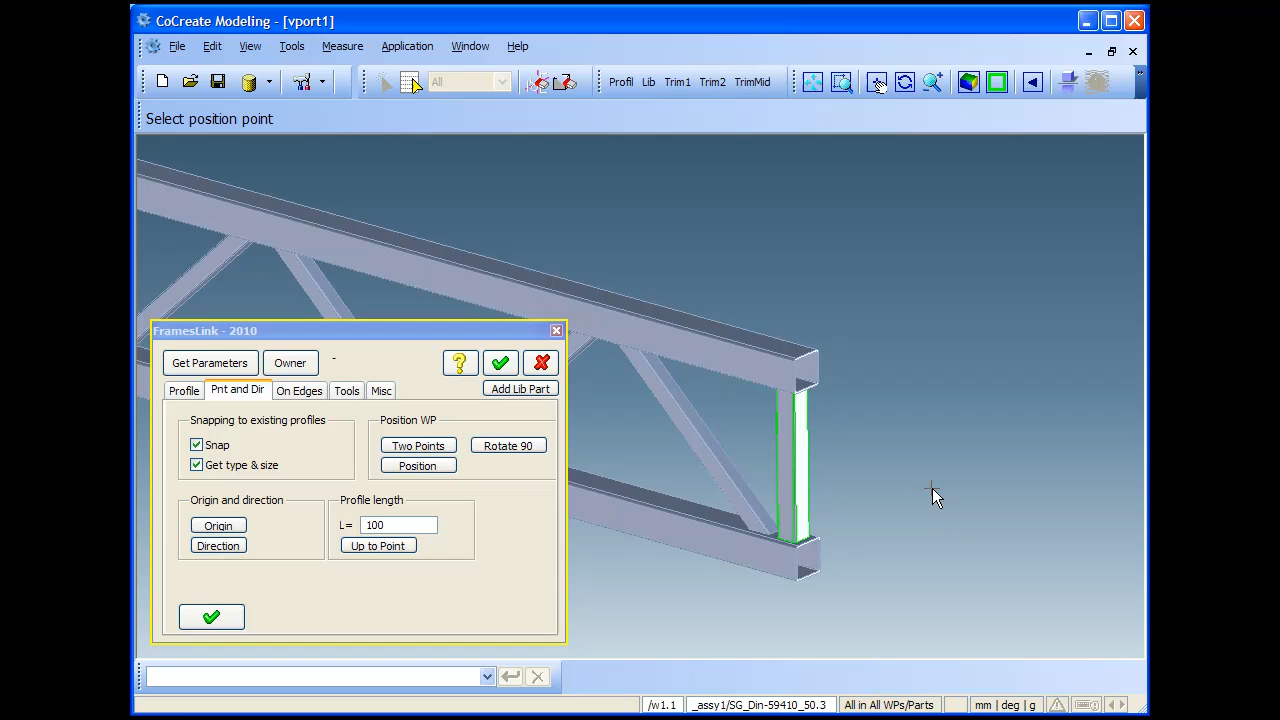 CoCreate Modeling - [vport1]
File Edit View Tools Measure Application Window Help
All Profil Lib Trim1 Trim2 TrimMid
Select position point
FramesLink - 2010
Get Parameters Owner -
Add Lib Part
Profile Pnt and Dir On Edges Tools Misc
Snapping to existing profiles
Snap
Get type & size
Position WP
Two Points Rotate 90
Position
Origin and direction
Origin
Direction
Profile length
L= 100
Up to Point
/w1.1 _assy1/SG_Din-59410_50.3 All in All WPs/Parts mm | deg | g